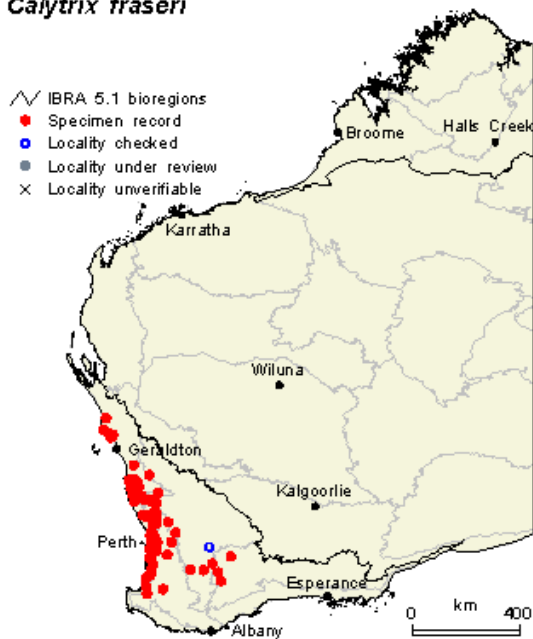 Calytrix fraseri
IBRA 5.1 bioregions
Specimen record
Locality checked
Locality under review
Locality unverifiable
Broome
Halls Creek
Karratha
Wiluna
Geraldton
Kalgoorlie
Perth
Esperance
Albany
km
0 400